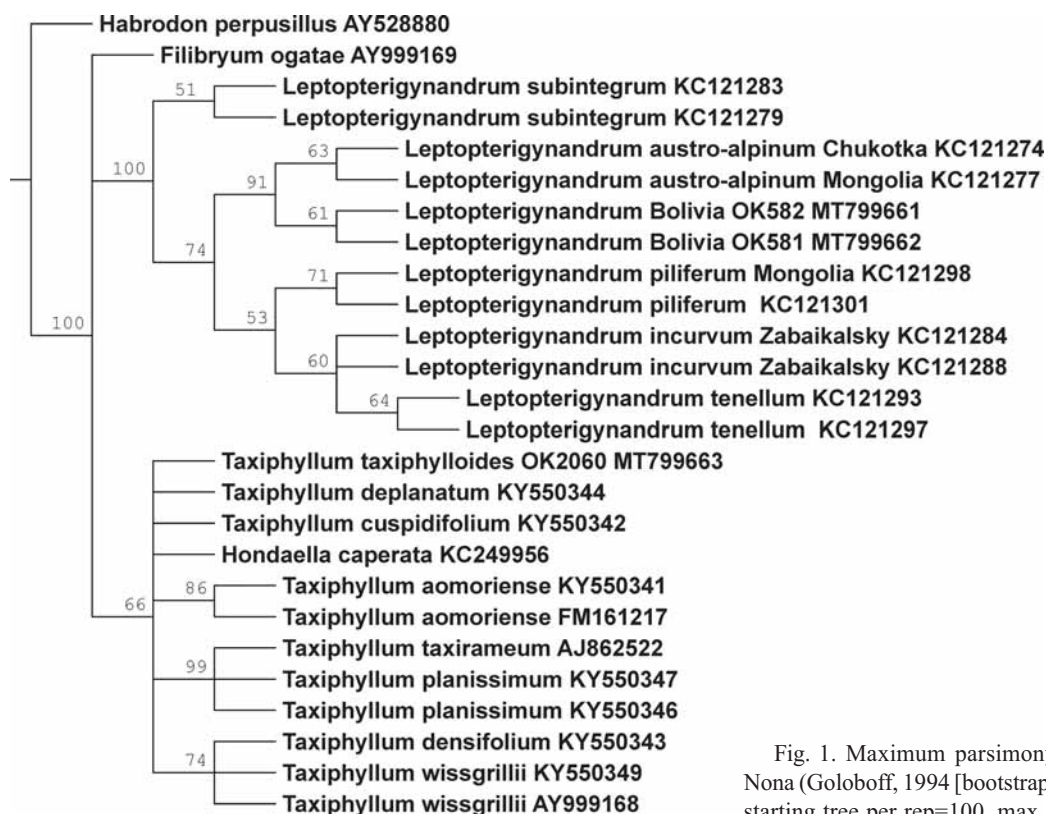 Habrodon perpusillus AY528880
Filibryum ogatae AY999169
51
Leptopterigynandrum subintegrum KC121283
Leptopterigynandrum subintegrum KC121279
63
Leptopterigynandrum austro-alpinum Chukotka KC121274
100
91
Leptopterigynandrum austro-alpinum Mongolia KC121277
61
Leptopterigynandrum Bolivia OK582 MT799661
74
Leptopterigynandrum Bolivia OK581 MT799662
71
Leptopterigynandrum piliferum Mongolia KC121298
100
53
Leptopterigynandrum piliferum KC121301
Leptopterigynandrum incurvum Zabaikalsky KC121284
60
Leptopterigynandrum incurvum Zabaikalsky KC121288
64
Leptopterigynandrum tenellum KC121293
Leptopterigynandrum tenellum KC121297
Taxiphyllum taxiphylloides OK2060 MT799663
Taxiphyllum deplanatum KY550344
Taxiphyllum cuspidifolium KY550342
Hondaella caperata KC249956
86
Taxiphyllum aomoriense KY550341
66
Taxiphyllum aomoriense FM161217
Taxiphyllum taxirameum AJ862522
99
Taxiphyllum planissimum KY550347
Taxiphyllum planissimum KY550346
Taxiphyllum densifolium KY550343
74
Taxiphyllum wissgrillii KY550349
Taxiphyllum wissgrillii AY999168
Fig. 1. Maximum parsimony
Nona (Goloboff, 1994 [bootstrap
starting tree per rep=100, max